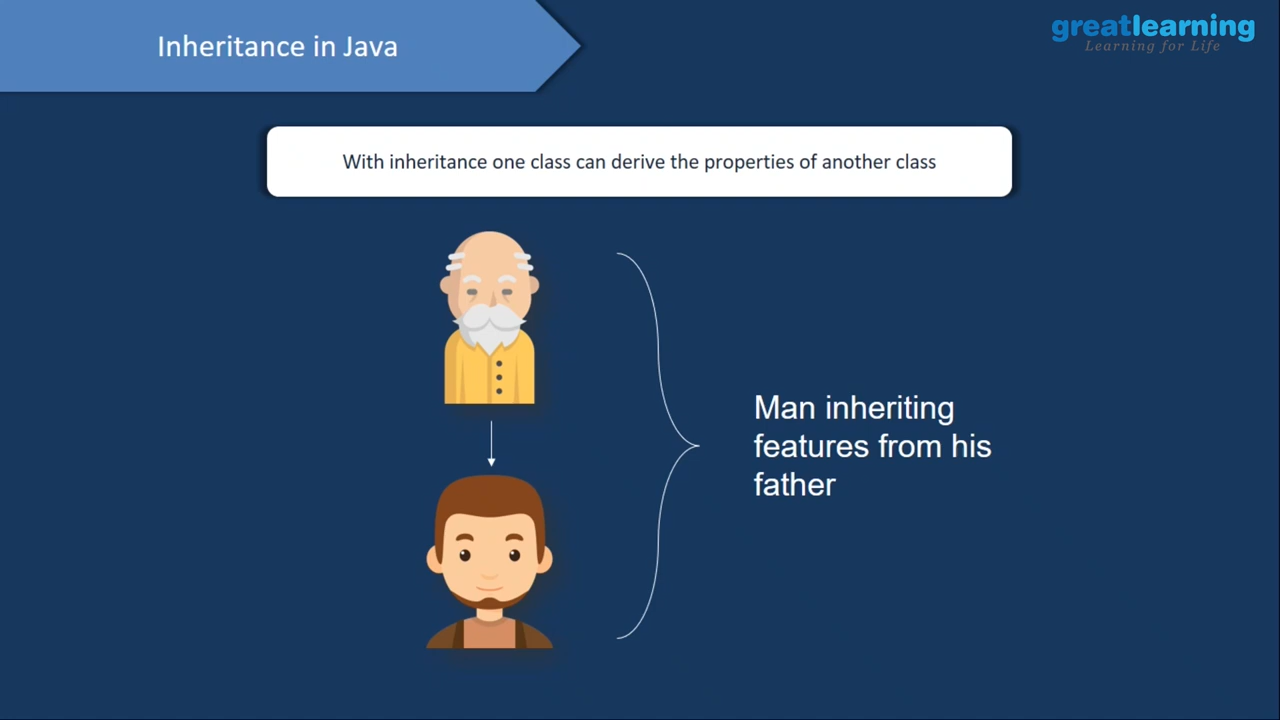 Inheritance in Java
greatlearning
Learning for Life
With inheritance one class can derive the properties of another class
Man inheriting
features from his
father